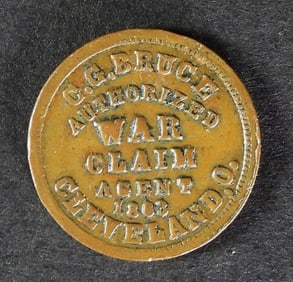 C.G.BRUCE
AUTHORIZED
WAR
CLAIM
AGENT
1863
CLEVELAND,O.